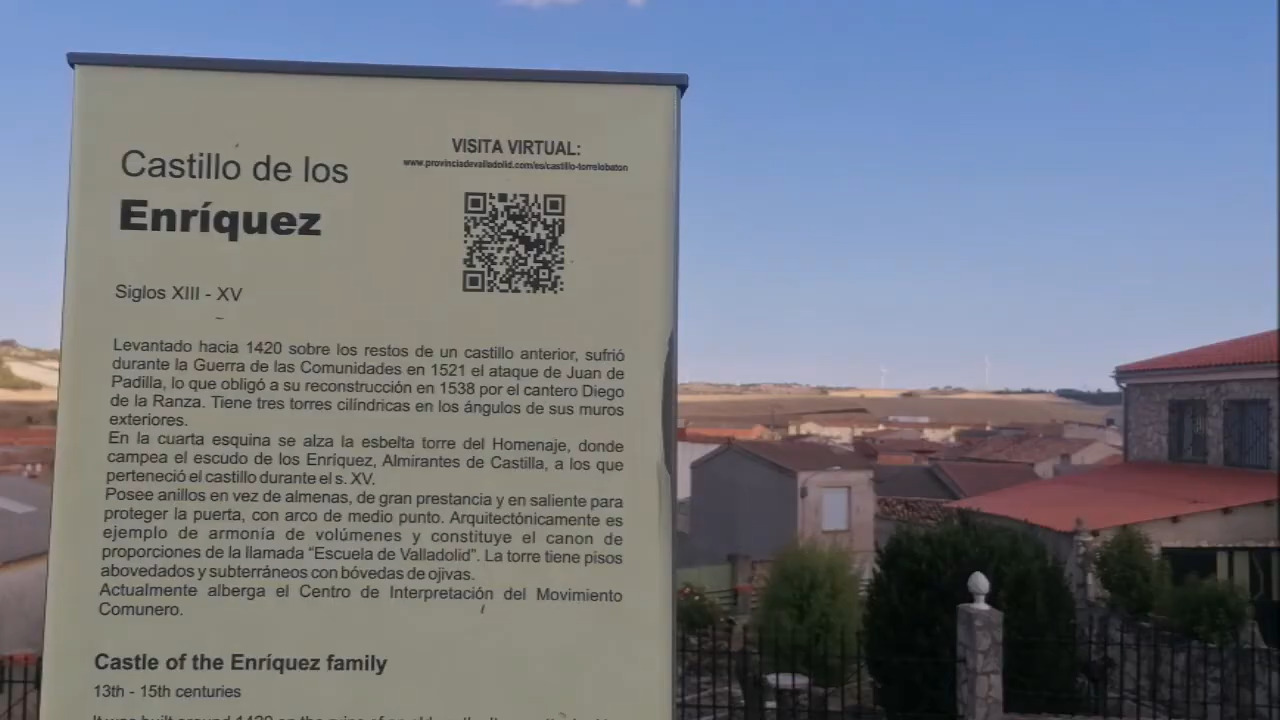 Castillo de los
Enríquez
VISITA VIRTUAL:
www.provinciadevalladolid.com/es/castillo-torrelobaton
Siglos XIII - XV
Levantado hacia 1420 sobre los restos de un castillo anterior, sufrió
durante la Guerra de las Comunidades en 1521 el ataque de Juan de
Padilla, lo que obligó a su reconstrucción en 1538 por el cantero Diego
de la Ranza. Tiene tres torres cilíndricas en los ángulos de sus muros
exteriores.
En la cuarta esquina se alza la esbelta torre del Homenaje, donde
campea el escudo de los Enríquez, Almirantes de Castilla, a los que
perteneció el castillo durante el s. XV.
Posee anillos en vez de almenas, de gran prestancia y en saliente para
proteger la puerta, con arco de medio punto. Arquitectónicamente es
ejemplo de armonía de volúmenes y constituye el canon de
proporciones de la llamada “Escuela de Valladolid”. La torre tiene pisos
abovedados y subterráneos con bóvedas de ojivas.
Actualmente alberga el Centro de Interpretación del Movimiento
Comunero.
Castle of the Enríquez family
13th - 15th centuries
It was built around 1420 on the